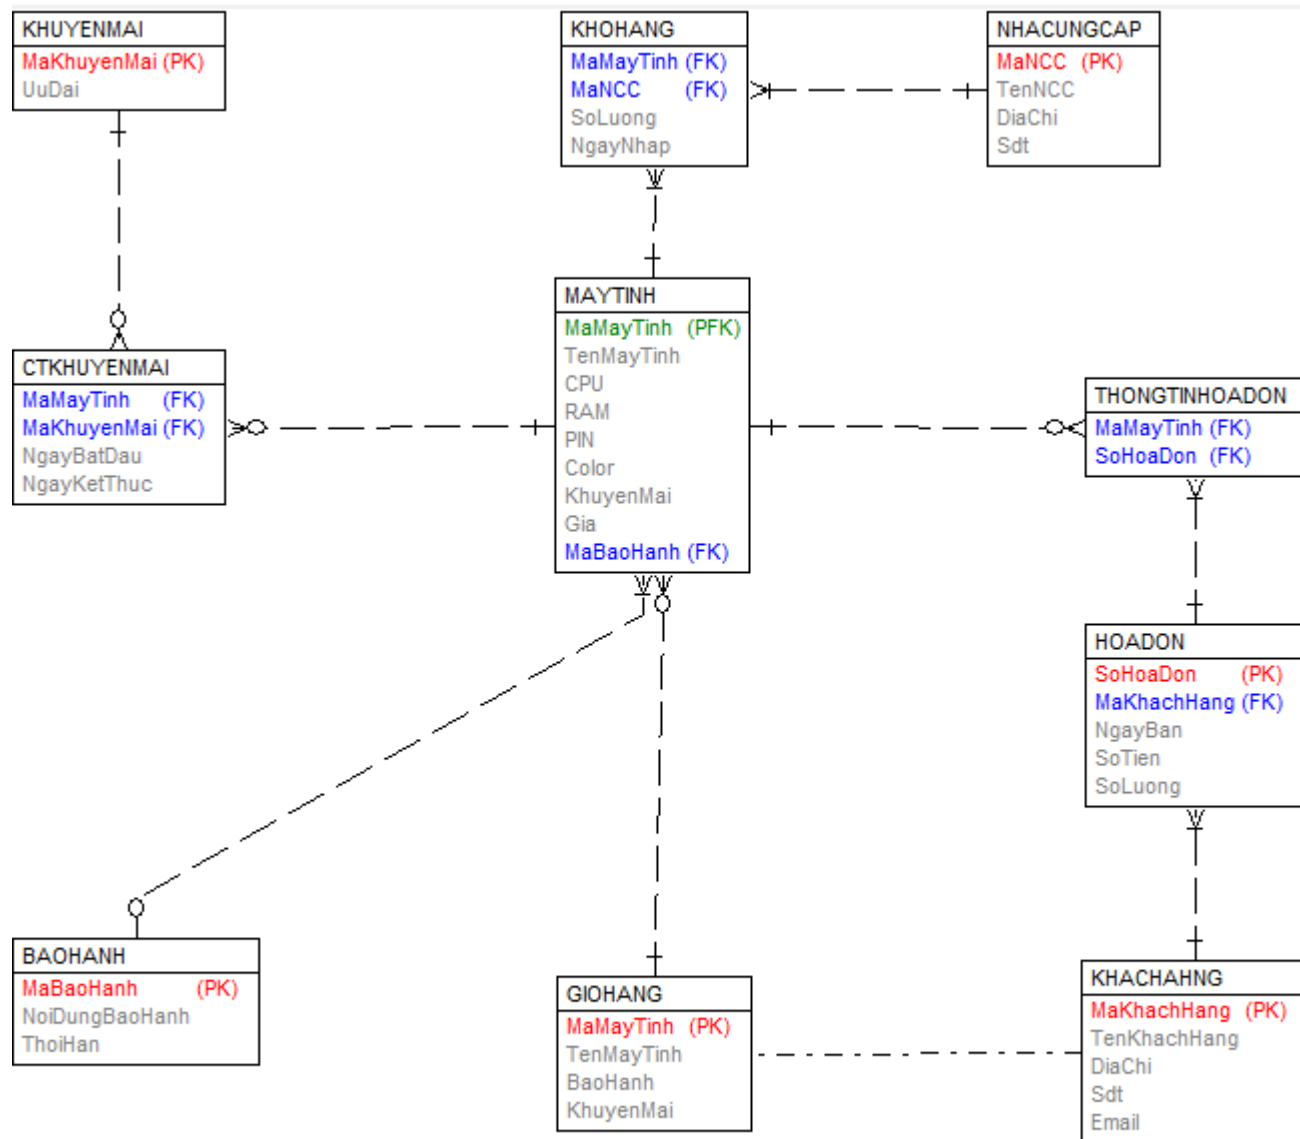 KHUYENMAI
MaKhuyenMai (PK)
UuDai
KHOHANG
MaMayTinh (FK)
MaNCC (FK)
SoLuong
NgayNhap
NHACUNGCAP
MaNCC (PK)
TenNCC
DiaChi
Sdt
MAYTINH
MaMayTinh (PFK)
TenMayTinh
CPU
RAM
PIN
Color
KhuyenMai
Gia
MaBaoHanh (FK)
CTKHUYENMAI
MaMayTinh (FK)
MaKhuyenMai (FK)
NgayBatDau
NgayKetThuc
THONGTINHOADON
MaMayTinh (FK)
SoHoaDon (FK)
HOADON
SoHoaDon (PK)
MaKhachHang (FK)
NgayBan
SoTien
SoLuong
BAOHANH
MaBaoHanh (PK)
NoiDungBaoHanh
ThoiHan
GIOHANG
MaMayTinh (PK)
TenMayTinh
BaoHanh
KhuyenMai
KHACHAHNG
MaKhachHang (PK)
TenKhachHang
DiaChi
Sdt
Email